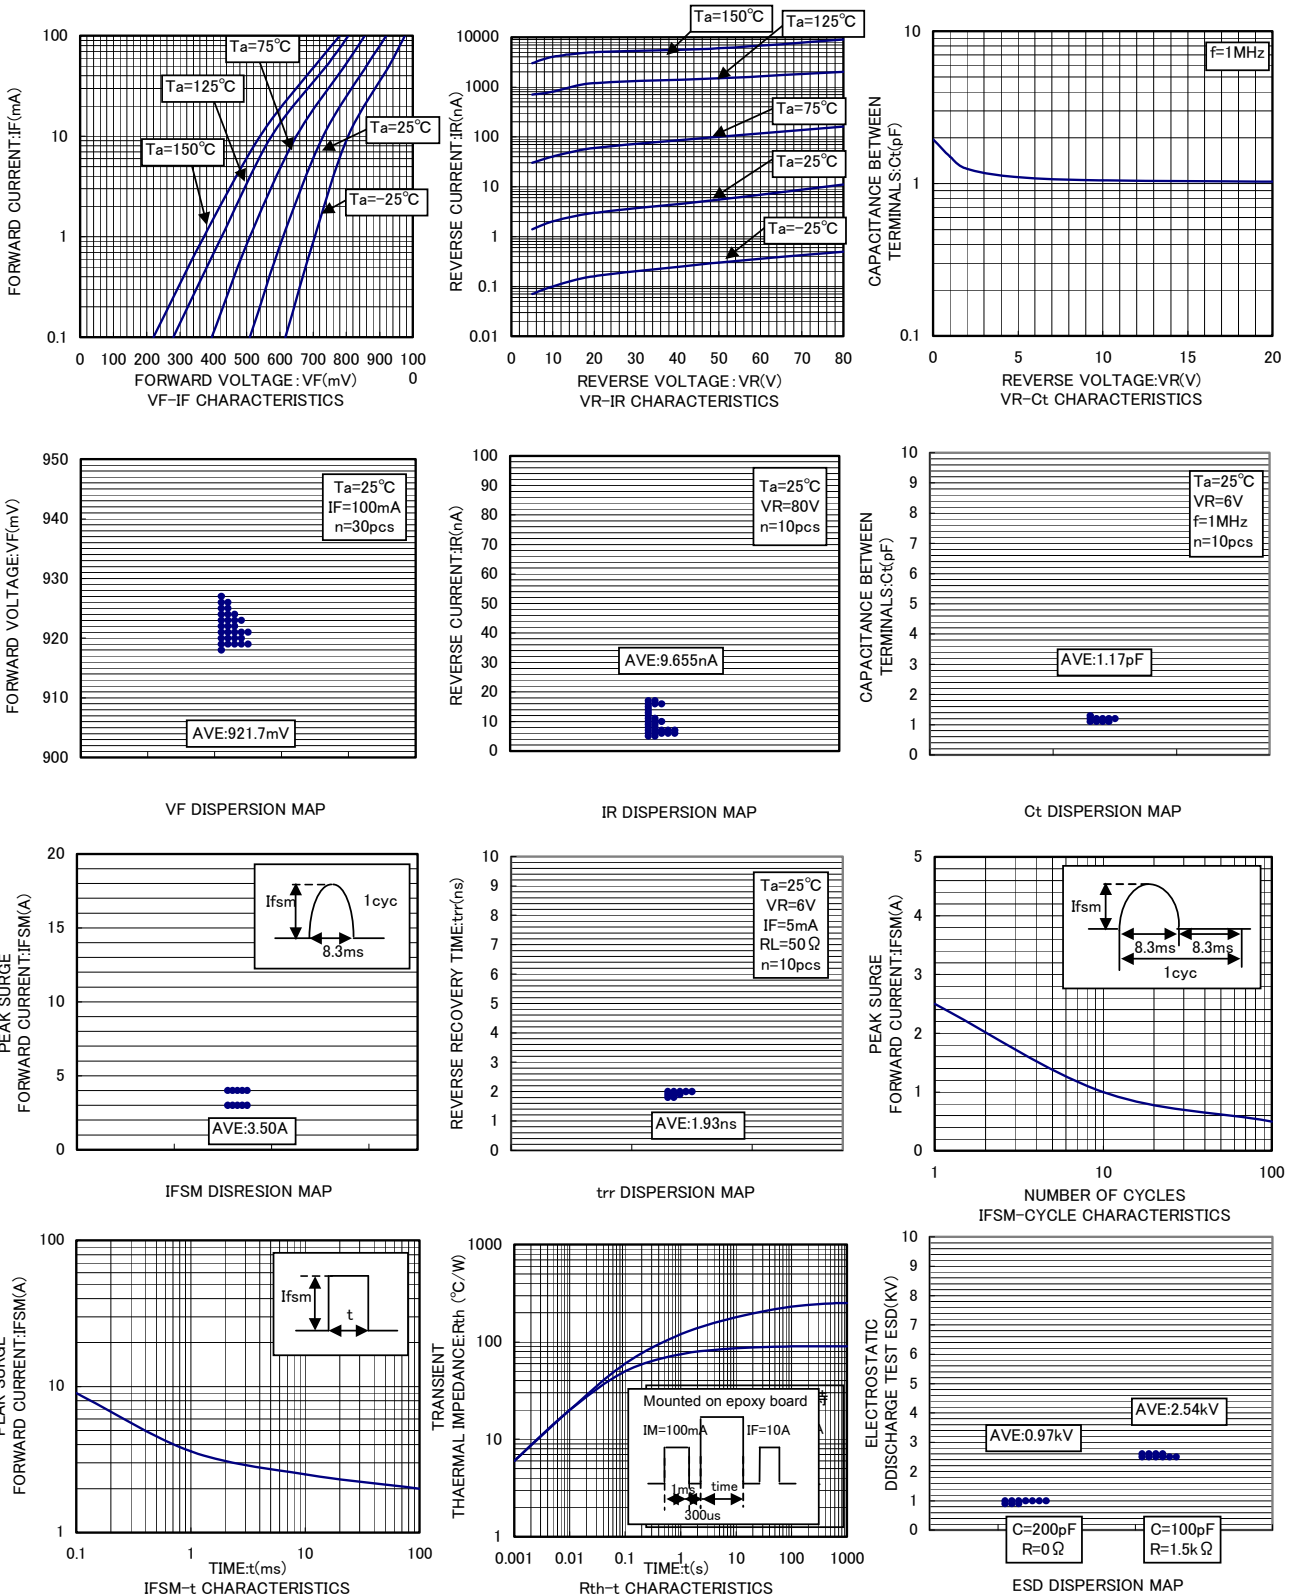 FORWARD CURRENT:IF(mA)
100
10
1
0.1
Ta=75℃
Ta=125℃
Ta=150℃
Ta=25℃
Ta=-25℃
0 100 200 300 400 500 600 700 800 900 100
0
FORWARD VOLTAGE:VF(mV)
VF-IF CHARACTERISTICS
REVERSE CURRENT:IR(nA)
10000
1000
100
10
1
0.1
0.01
Ta=150℃
Ta=125℃
Ta=75℃
Ta=25℃
Ta=-25℃
0 10 20 30 40 50 60 70 80
REVERSE VOLTAGE:VR(V)
VR-IR CHARACTERISTICS
CAPACITANCE BETWEEN
TERMINALS:Ct(pF)
10
1
0.1
f=1MHz
0 5 10 15 20
REVERSE VOLTAGE:VR(V)
VR-Ct CHARACTERISTICS
FORWARD VOLTAGE:VF(mV)
950
940
930
920
910
900
Ta=25℃
IF=100mA
n=30pcs
AVE:921.7mV
VF DISPERSION MAP
REVERSE CURRENT:IR(nA)
100
90
80
70
60
50
40
30
20
10
0
Ta=25℃
VR=80V
n=10pcs
AVE:9.655nA
IR DISPERSION MAP
CAPACITANCE BETWEEN
TERMINALS:Ct(pF)
10
9
8
7
6
5
4
3
2
1
0
Ta=25℃
VR=6V
f=1MHz
n=10pcs
AVE:1.17pF
Ct DISPERSION MAP
PEAK SURGE
FORWARD CURRENT:IFSM(A)
20
15
10
5
0
Ifsm
1cyc
8.3ms
AVE:3.50A
IFSM DISRESION MAP
REVERSE RECOVERY TIME:trr(ns)
10
9
8
7
6
5
4
3
2
1
0
Ta=25℃
VR=6V
IF=5mA
RL=50Ω
n=10pcs
AVE:1.93ns
trr DISPERSION MAP
PEAK SURGE
FORWARD CURRENT:IFSM(A)
5
4
3
2
1
0
Ifsm
8.3ms 8.3ms
1cyc
1 10 100
NUMBER OF CYCLES
IFSM-CYCLE CHARACTERISTICS
PEAK SURGE
FORWARD CURRENT:IFSM(A)
100
10
1
Ifsm
t
0.1 1 10 100
TIME:t(ms)
IFSM-t CHARACTERISTICS
TRANSIENT
THAERMAL IMPEDANCE:Rth (℃/W)
1000
100
10
1
Mounted on epoxy board
IM=100mA IF=10A
1ms time
300us
0.001 0.01 0.1 1 10 100 1000
TIME:t(s)
Rth-t CHARACTERISTICS
ELECTROSTATIC
DDISCHARGE TEST ESD(KV)
10
9
8
7
6
5
4
3
2
1
0
AVE:0.97kV
AVE:2.54kV
C=200pF
R=0Ω
C=100pF
R=1.5kΩ
ESD DISPERSION MAP